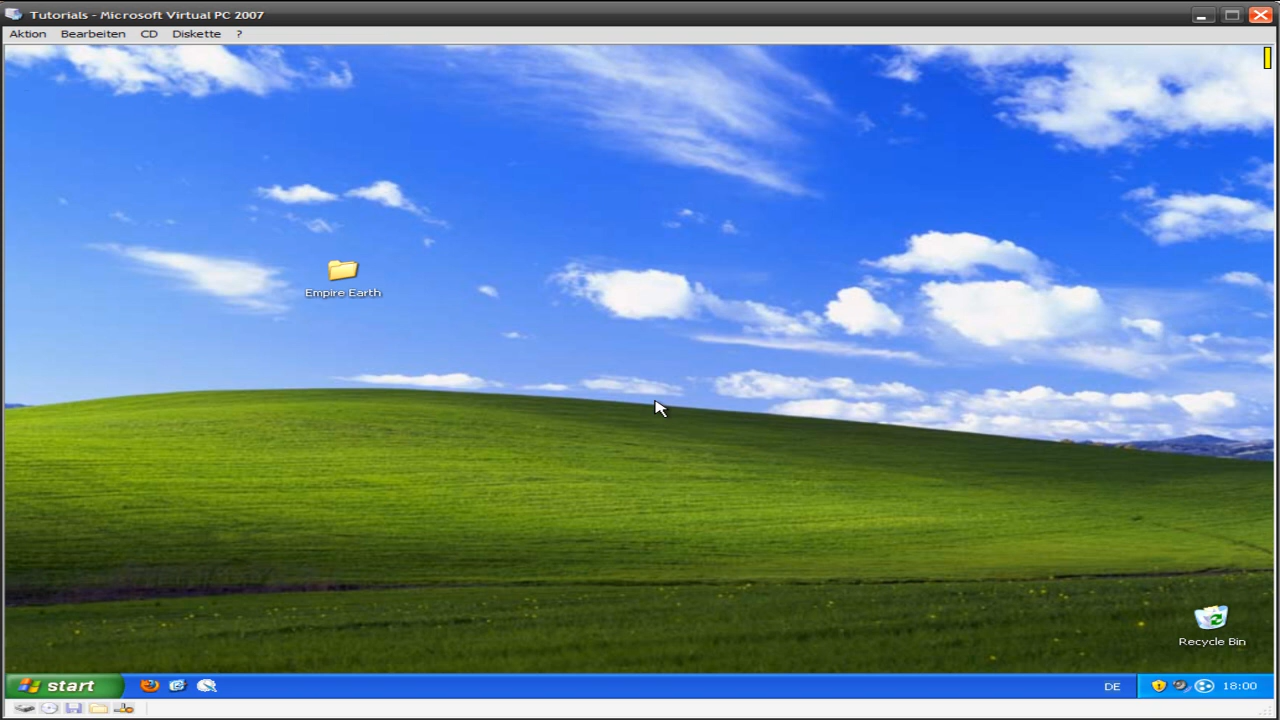 Tutorials - Microsoft Virtual PC 2007
Aktion Bearbeiten CD Diskette ?
Empire Earth
Recycle Bin
start DE 18:00